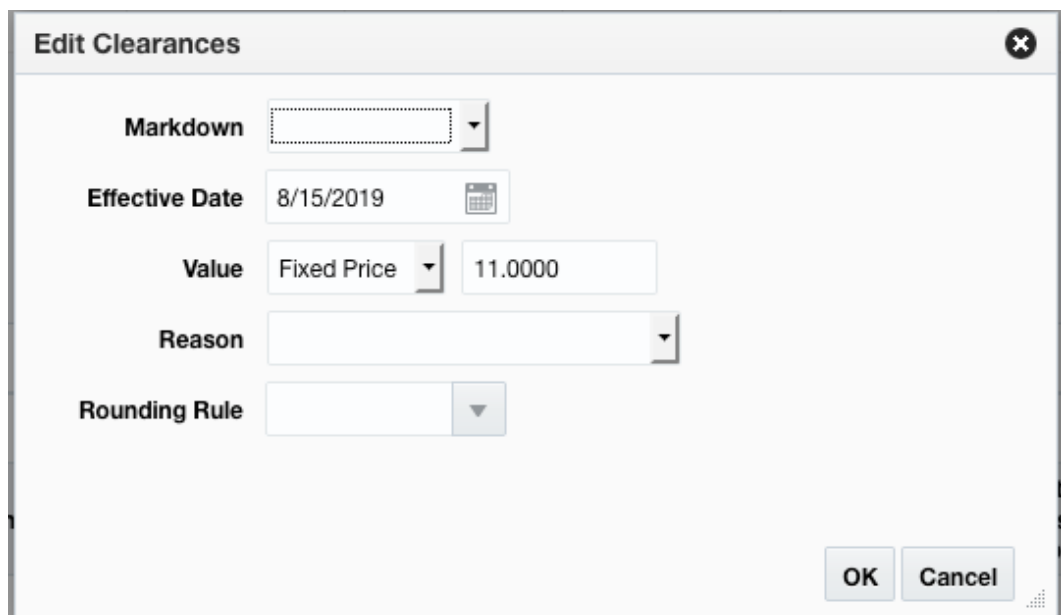 Edit Clearances
Markdown
Effective Date 8/15/2019
Value Fixed Price 11.0000
Reason
Rounding Rule
OK Cancel